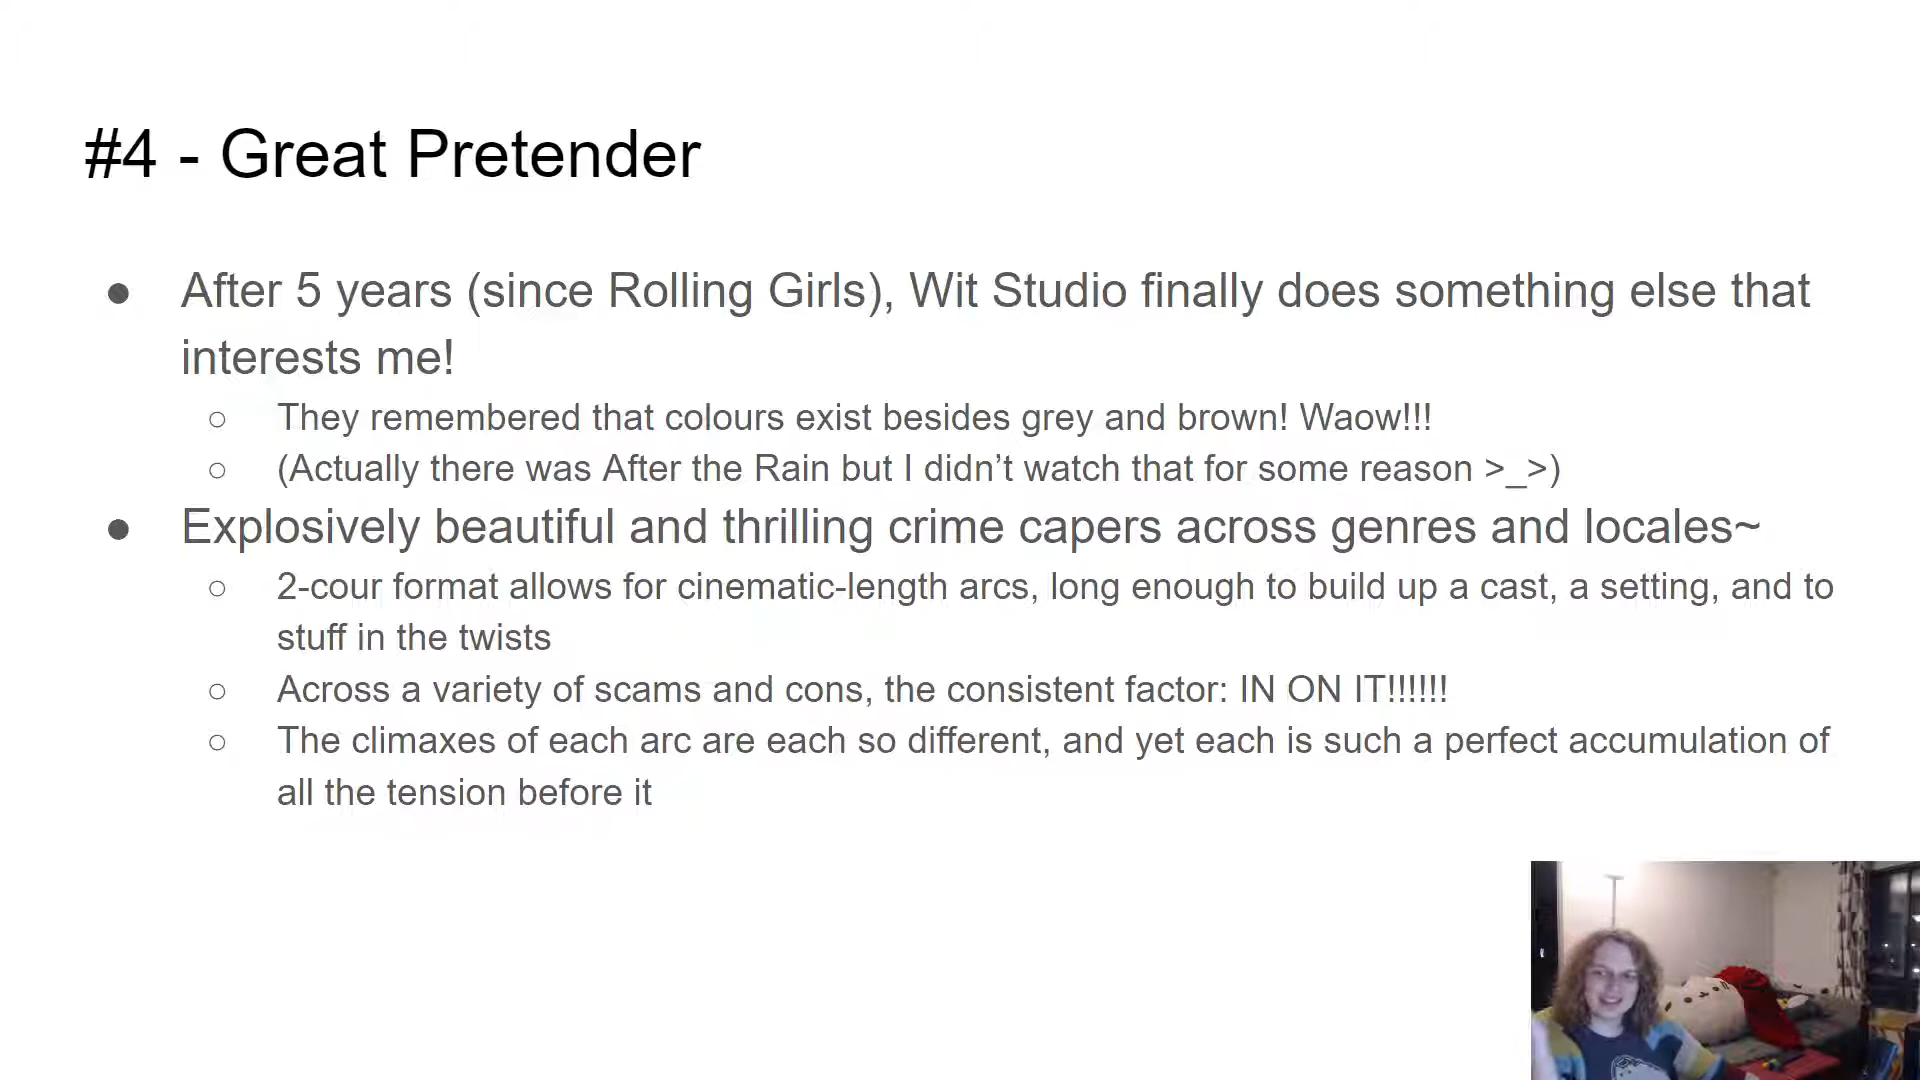 #4 - Great Pretender
● After 5 years (since Rolling Girls), Wit Studio finally does something else that
interests me!
○ They remembered that colours exist besides grey and brown! Waow!!!
○ (Actually there was After the Rain but I didn’t watch that for some reason >_>)
● Explosively beautiful and thrilling crime capers across genres and locales~
○ 2-cour format allows for cinematic-length arcs, long enough to build up a cast, a setting, and to
stuff in the twists
○ Across a variety of scams and cons, the consistent factor: IN ON IT!!!!!!
○ The climaxes of each arc are each so different, and yet each is such a perfect accumulation of
all the tension before it